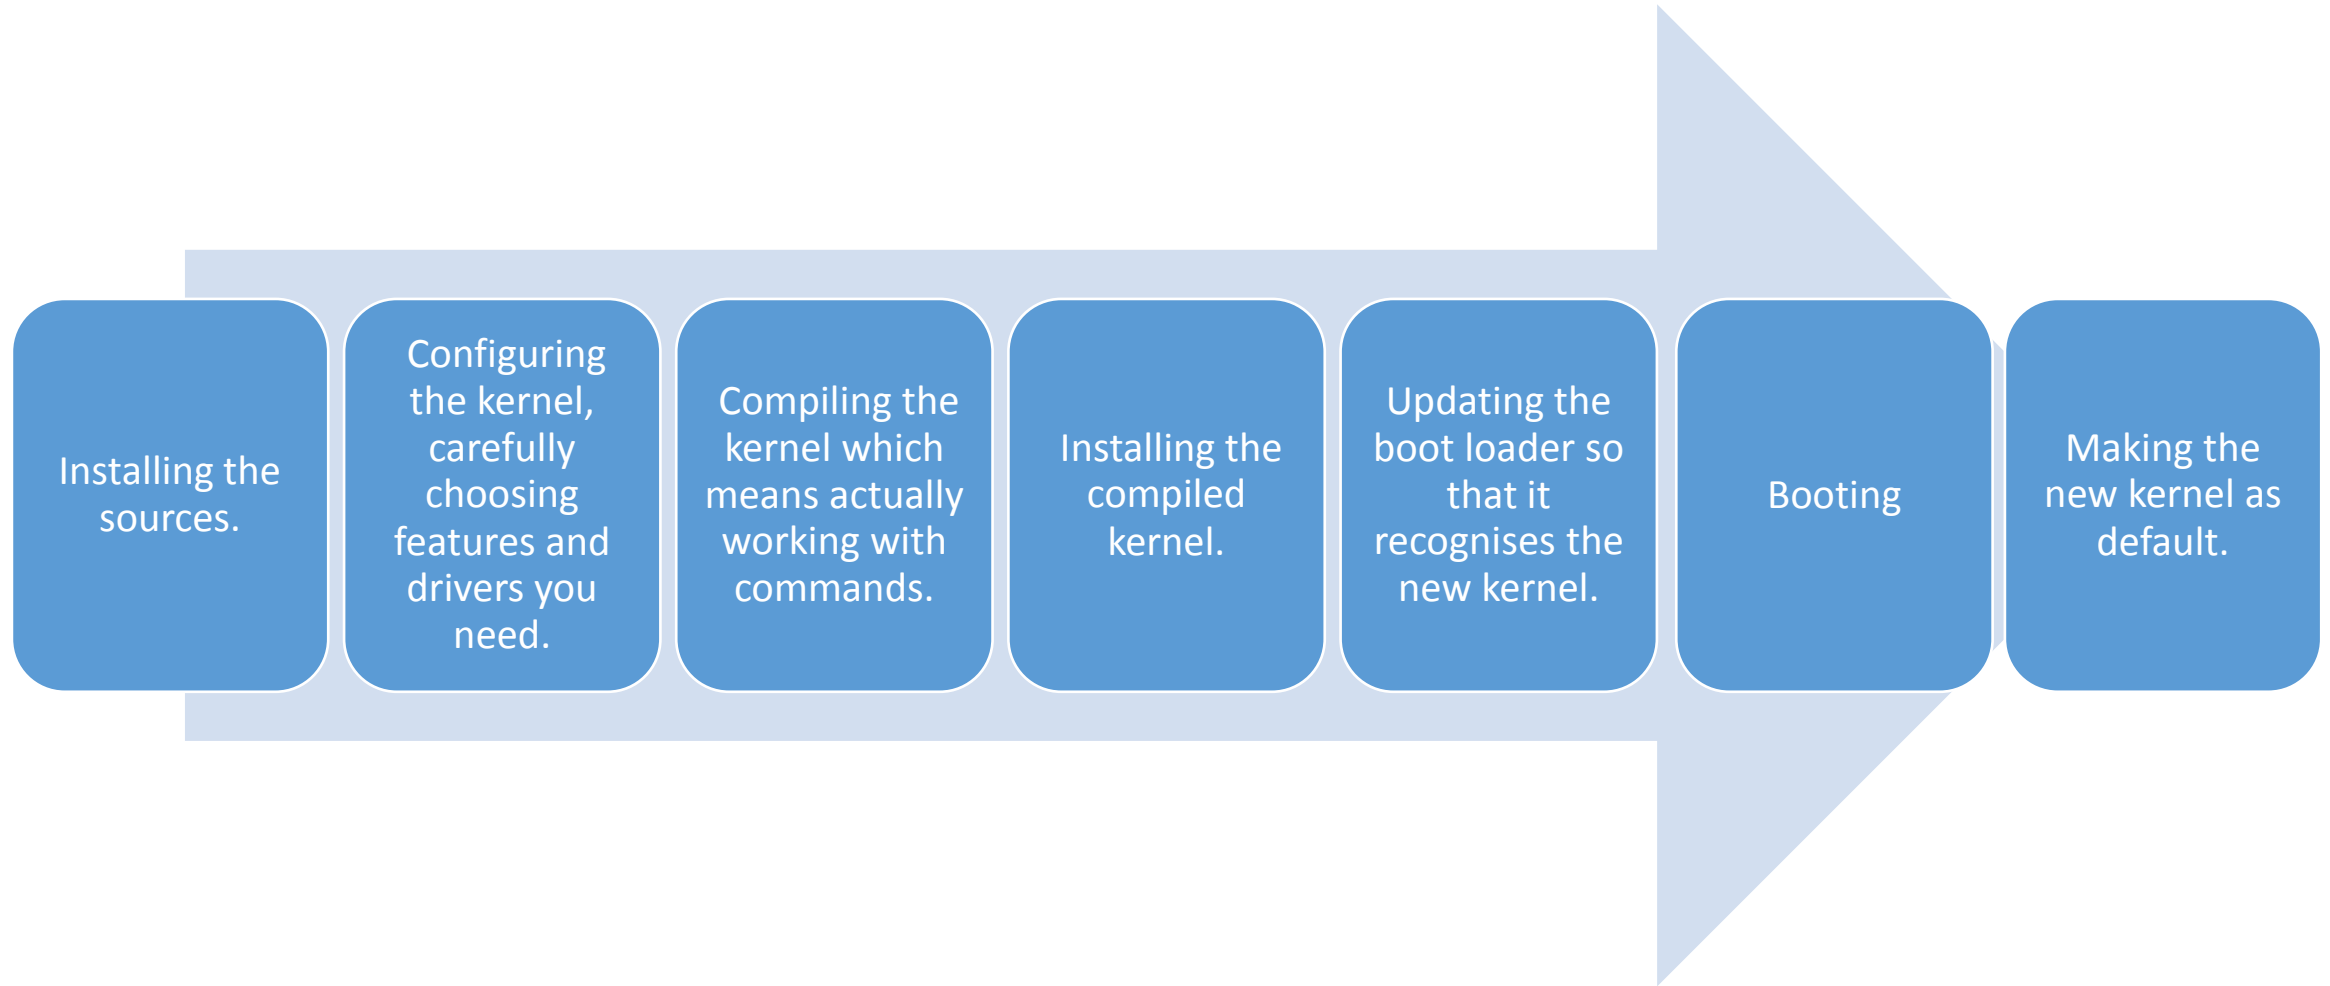 Installing the
sources.
Configuring
the kernel,
carefully
choosing
features and
drivers you
need.
Compiling the
kernel which
means actually
working with
commands.
Installing the
compiled
kernel.
Updating the
boot loader so
that it
recognises the
new kernel.
Booting
Making the
new kernel as
default.